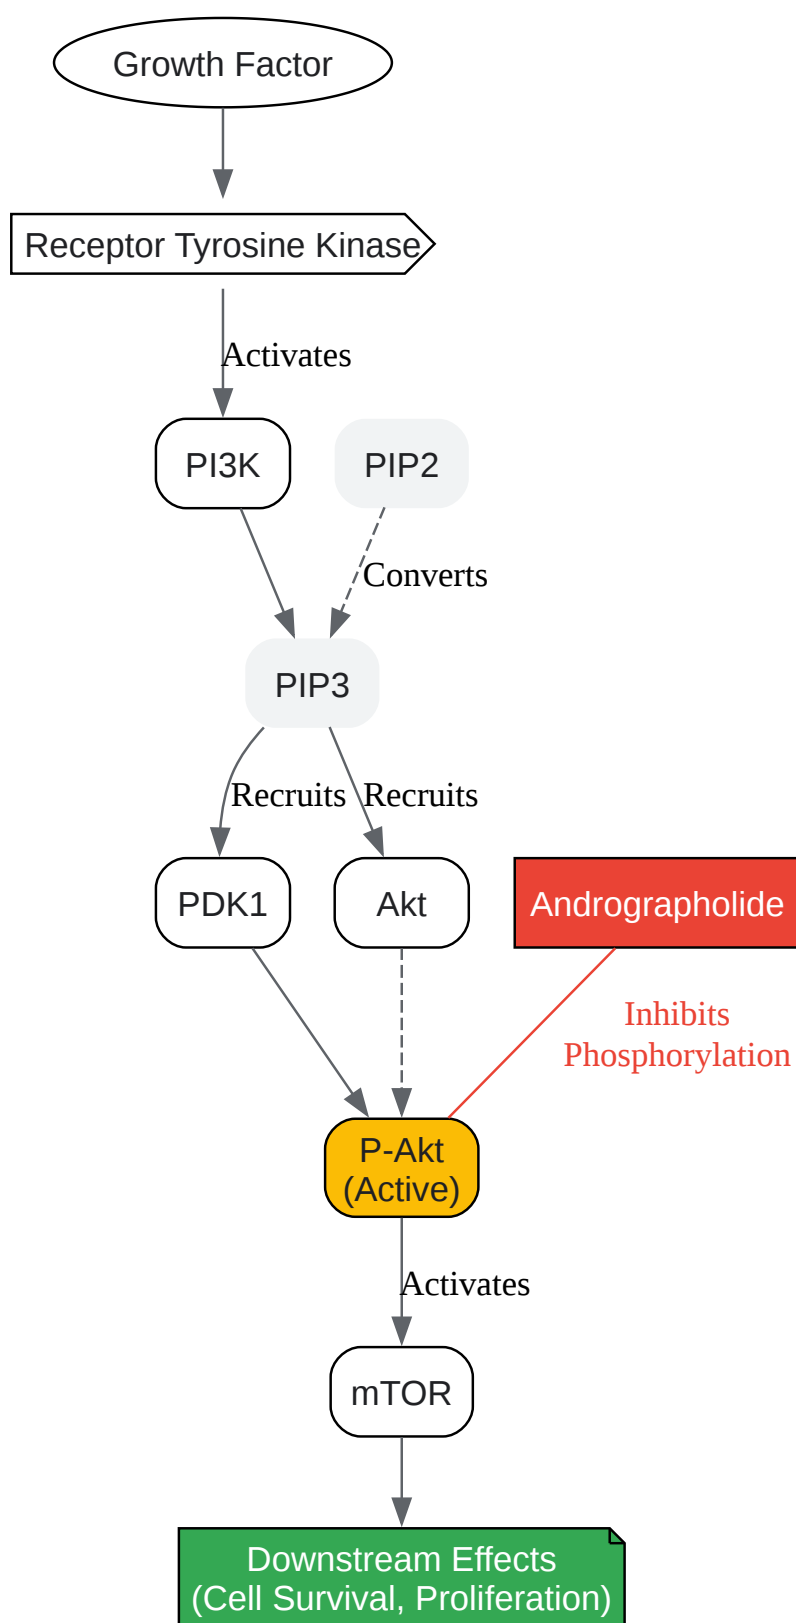 Growth Factor
Receptor Tyrosine Kinase
Activates
PI3K
PIP2
Converts
PIP3
Recruits
Recruits
PDK1
Akt
Andrographolide
Inhibits
Phosphorylation
P-Akt
(Active)
Activates
mTOR
Downstream Effects
(Cell Survival, Proliferation)